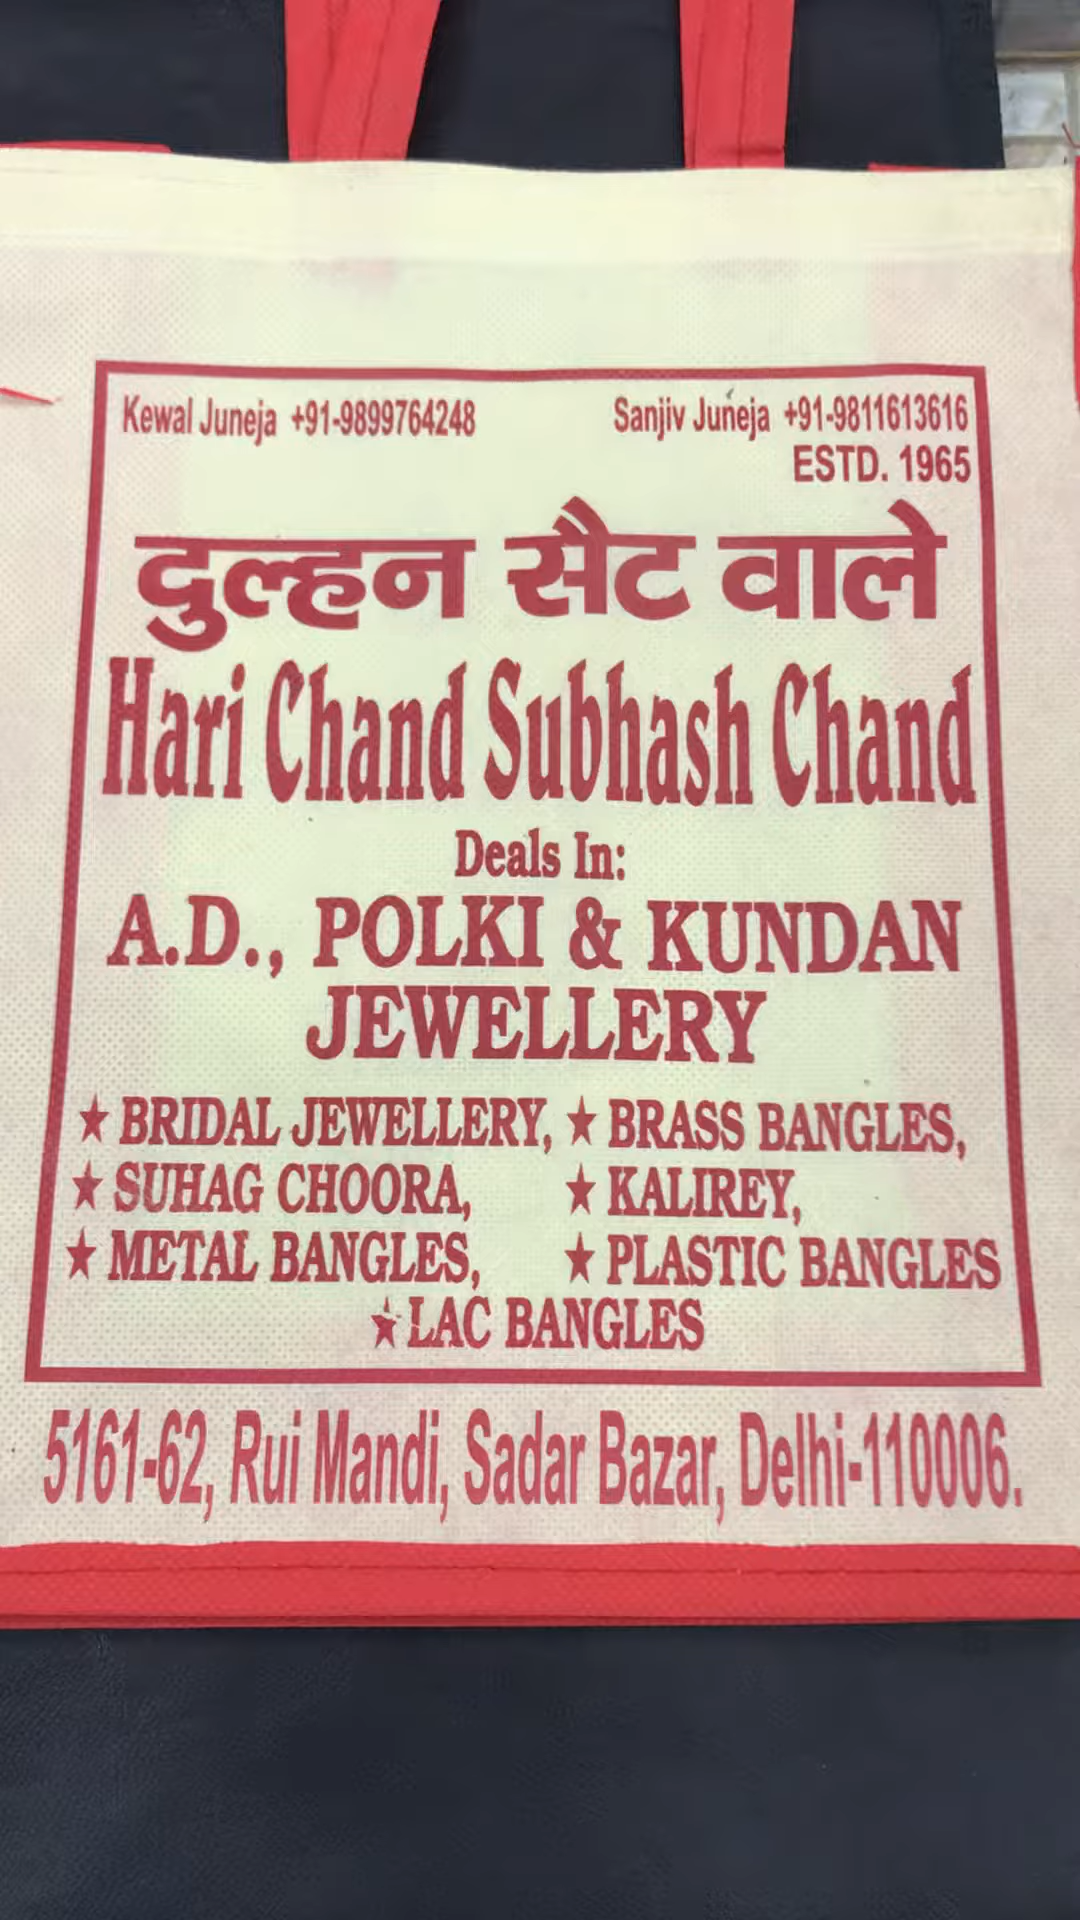 Kewal Juneja +91-9899764248 Sanjiv Juneja +91-9811613616
ESTD. 1965
दुल्हन सैट वाले
Hari Chand Subhash Chand
Deals In:
A.D., POLKI & KUNDAN
JEWELLERY
★ BRIDAL JEWELLERY, ★ BRASS BANGLES,
★ SUHAG CHOORA, ★ KALIREY,
★ METAL BANGLES, ★ PLASTIC BANGLES
★ LAC BANGLES
5161-62, Rui Mandi, Sadar Bazar, Delhi-110006.